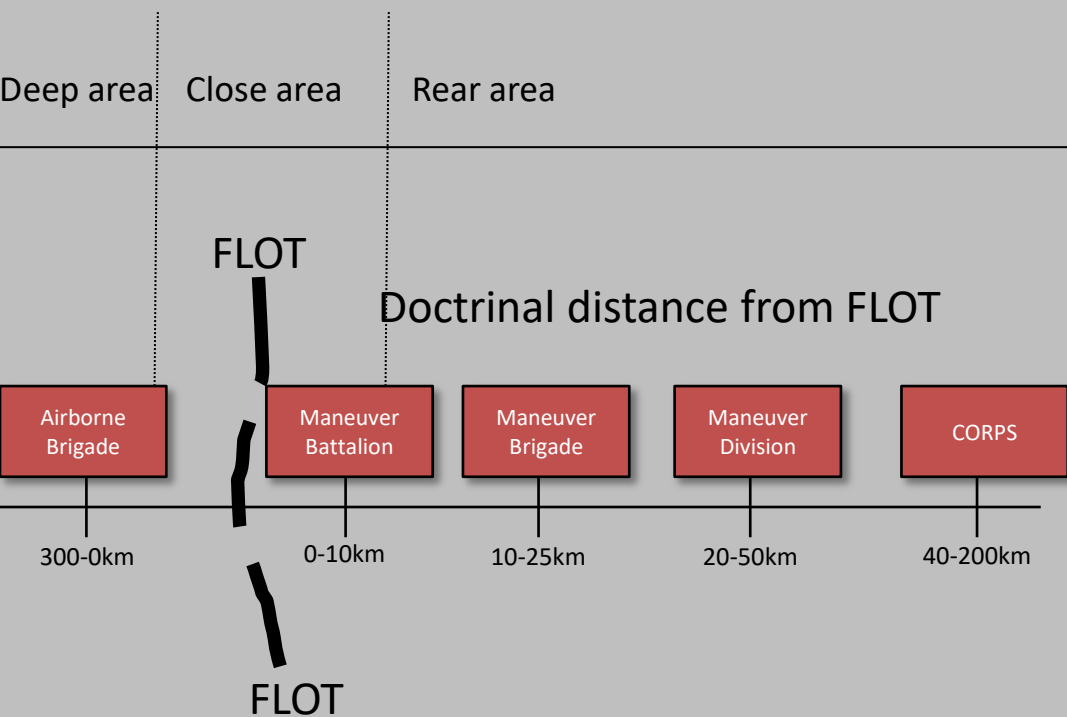 Deep area
Close area
Rear area
FLOT
Doctrinal distance from FLOT
Airborne
Brigade
Maneuver
Battalion
Maneuver
Brigade
Maneuver
Division
CORPS
300-0km
0-10km
10-25km
20-50km
40-200km
FLOT